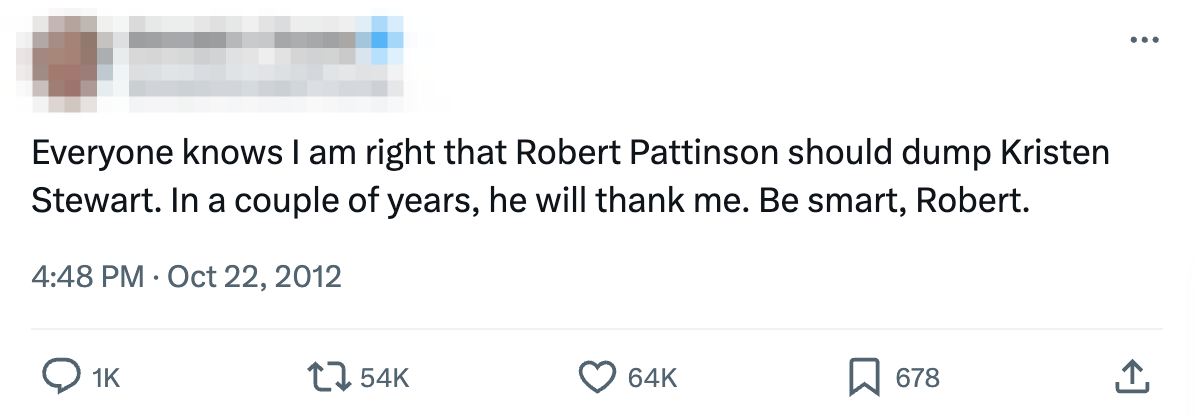 Everyone knows I am right that Robert Pattinson should dump Kristen
Stewart. In a couple of years, he will thank me. Be smart, Robert.
4:48 PM · Oct 22, 2012
1K 54K 64K 678